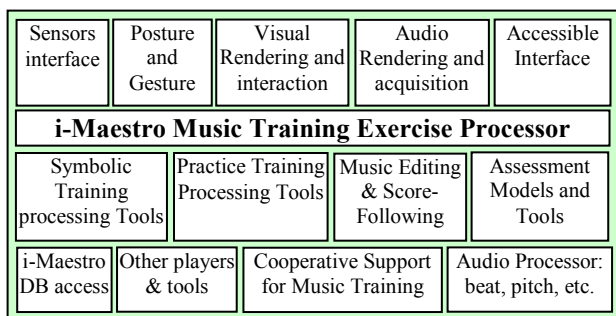 Sensors
interface
Posture
and
Gesture
Visual
Rendering and
interaction
Audio
Rendering and
acquisition
Accessible
Interface
i-Maestro Music Training Exercise Processor
Symbolic
Training
processing Tools
Practice Training
Processing Tools
Music Editing
& Score-
Following
Assessment
Models and
Tools
i-Maestro
DB access
Other players
& tools
Cooperative Support
for Music Training
Audio Processor:
beat, pitch, etc.